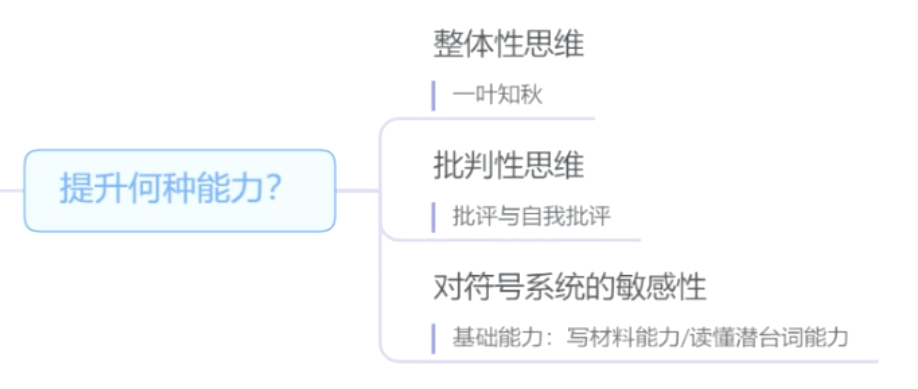 提升何种能力？
整体性思维
一叶知秋
批判性思维
批评与自我批评
对符号系统的敏感性
基础能力：写材料能力/读懂潜台词能力